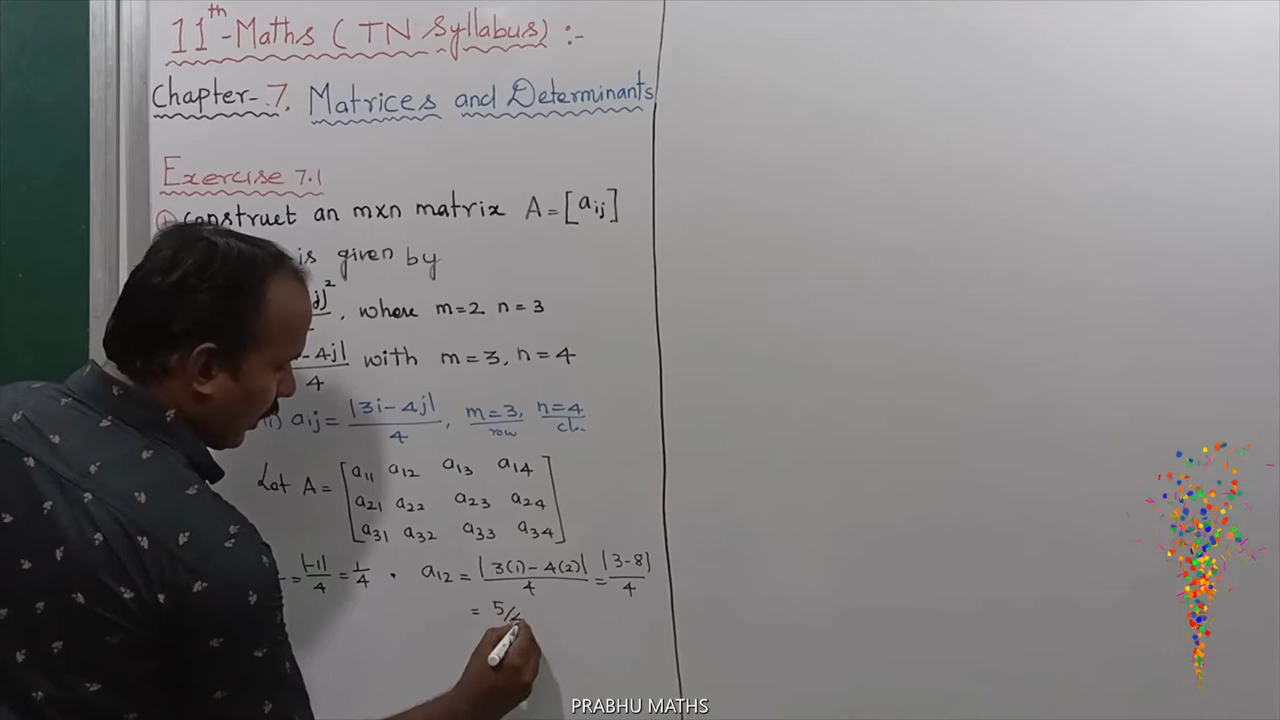 11th-Maths (TN Syllabus) :-
Chapter-7. Matrices and Determinants
Exercise 7.1
construct an mxn matrix A = [aij]
is given by
j)², where m=2 n=3
-4j|/4 with m=3, n=4
i) aij = |3i-4j|/4, m=3, n=4
row clm
Let A = [a11 a12 a13 a14
a21 a22 a23 a24
a31 a32 a33 a34]
= |-1|/4 = 1/4 . a12 = |3(1)-4(2)|/4 = |3-8|/4
= 5/
PRABHU MATHS